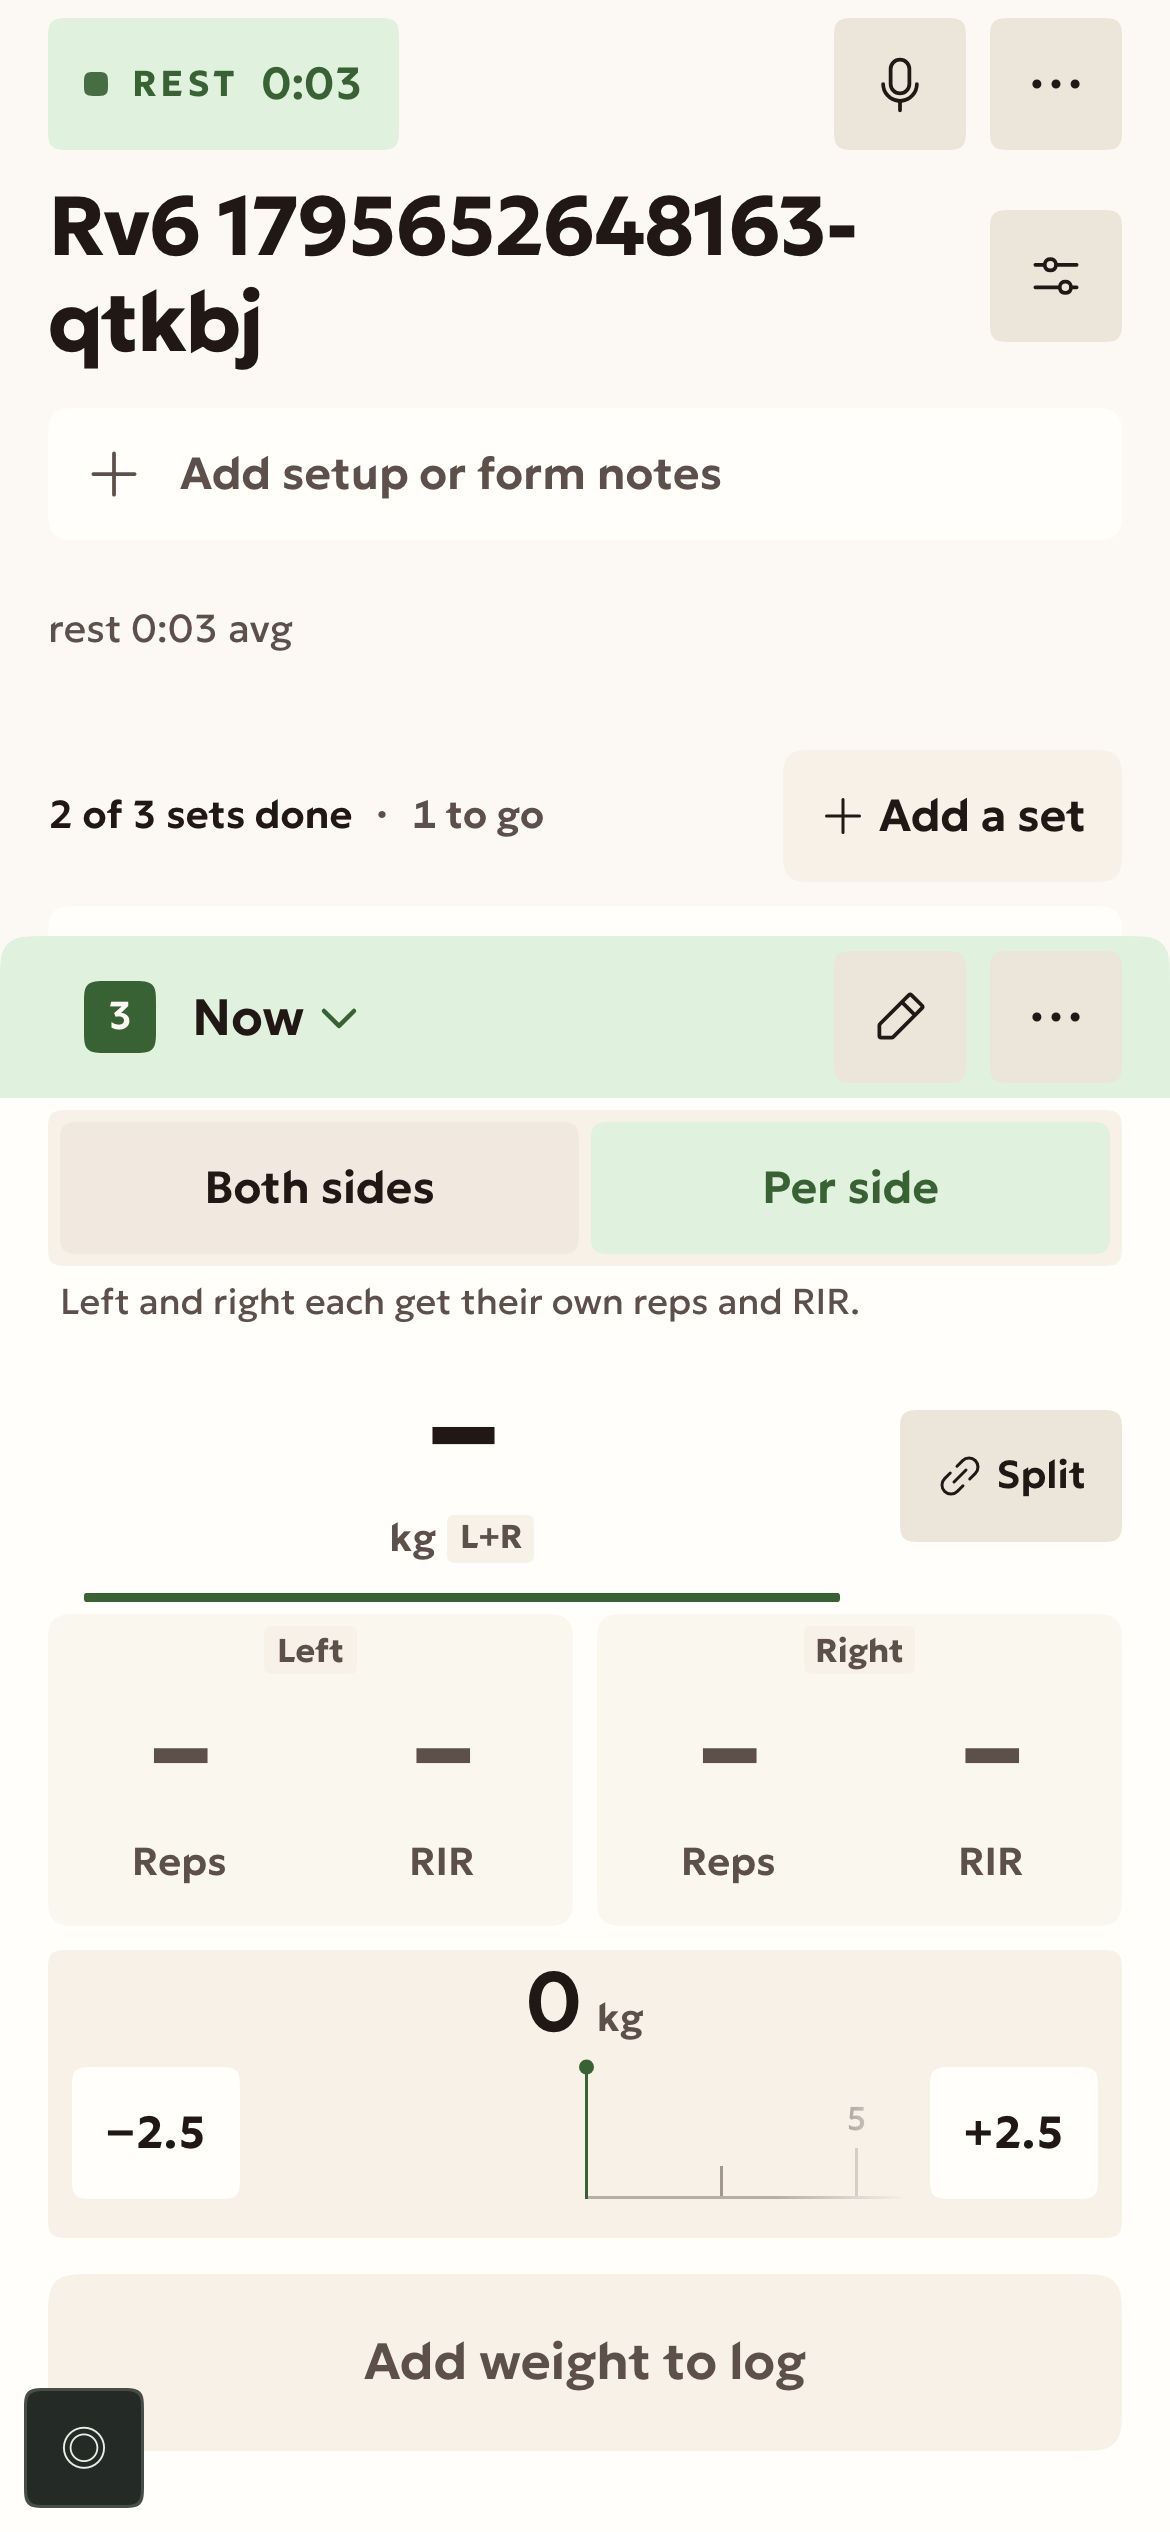 REST 0:03
Rv6 1795652648163-
qtkbj
Add setup or form notes
rest 0:03 avg
2 of 3 sets done · 1 to go
+ Add a set
3 Now
Both sides
Per side
Left and right each get their own reps and RIR.
–
Split
kg L+R
Left
Right
– – – –
Reps RIR Reps RIR
0 kg
−2.5
5
+2.5
Add weight to log